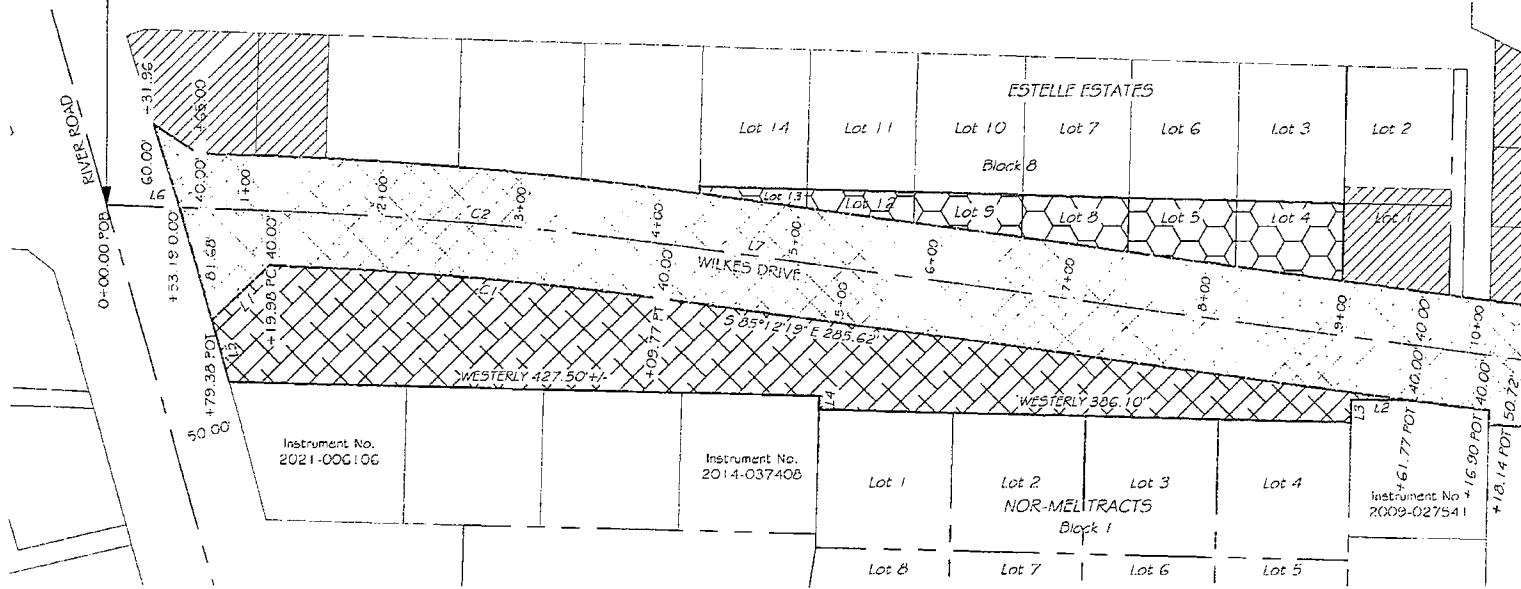 RIVER ROAD
0+00.00 POB
L6
60.00'
+31.96
+65.00
40.00'
+53.19 0.00'
81.68'
+79.38 POT
50.00'
L1
L5
+19.98 PC
40.00'
1+00
2+00
C2
3+00
4+00
C1
40.00'
+09.77 PT
L7
WILKES DRIVE
5+00
6+00
7+00
8+00
9+00
10+00
S 85°12'19" E 285.62'
WESTERLY 427.50'+/-
WESTERLY 386.10'
L4
L3
L2
ESTELLE ESTATES
Lot 14
Lot 11
Lot 10
Lot 7
Lot 6
Lot 3
Lot 2
Block 8
Lot 13
Lot 12
Lot 9
Lot 8
Lot 5
Lot 4
Lot 1
40.00'
40.00'
+61.77 POT
40.00'
+16.90 POT
50.72'
+18.14 POT
Instrument No.
2021-006106
Instrument No.
2014-037408
Lot 1
Lot 2
Lot 3
Lot 4
NOR-MEL TRACTS
Block 1
Instrument No
2009-027541
Lot 8
Lot 7
Lot 6
Lot 5